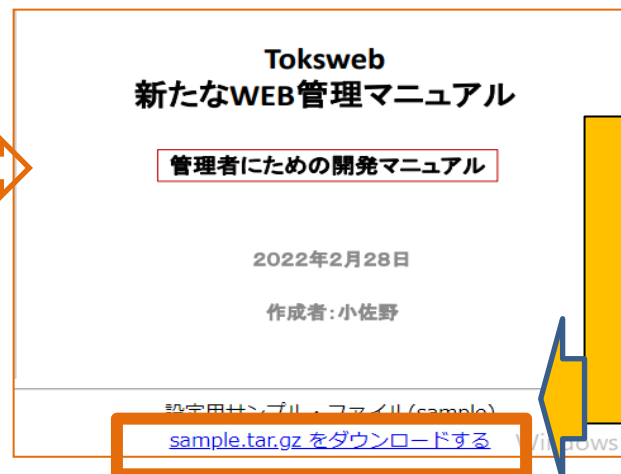 Toksweb
新たなWEB管理マニュアル
管理者にための開発マニュアル
2022年2月28日
作成者：小佐野
設定用サンプル・ファイル(sample)
sample.tar.gz をダウンロードする